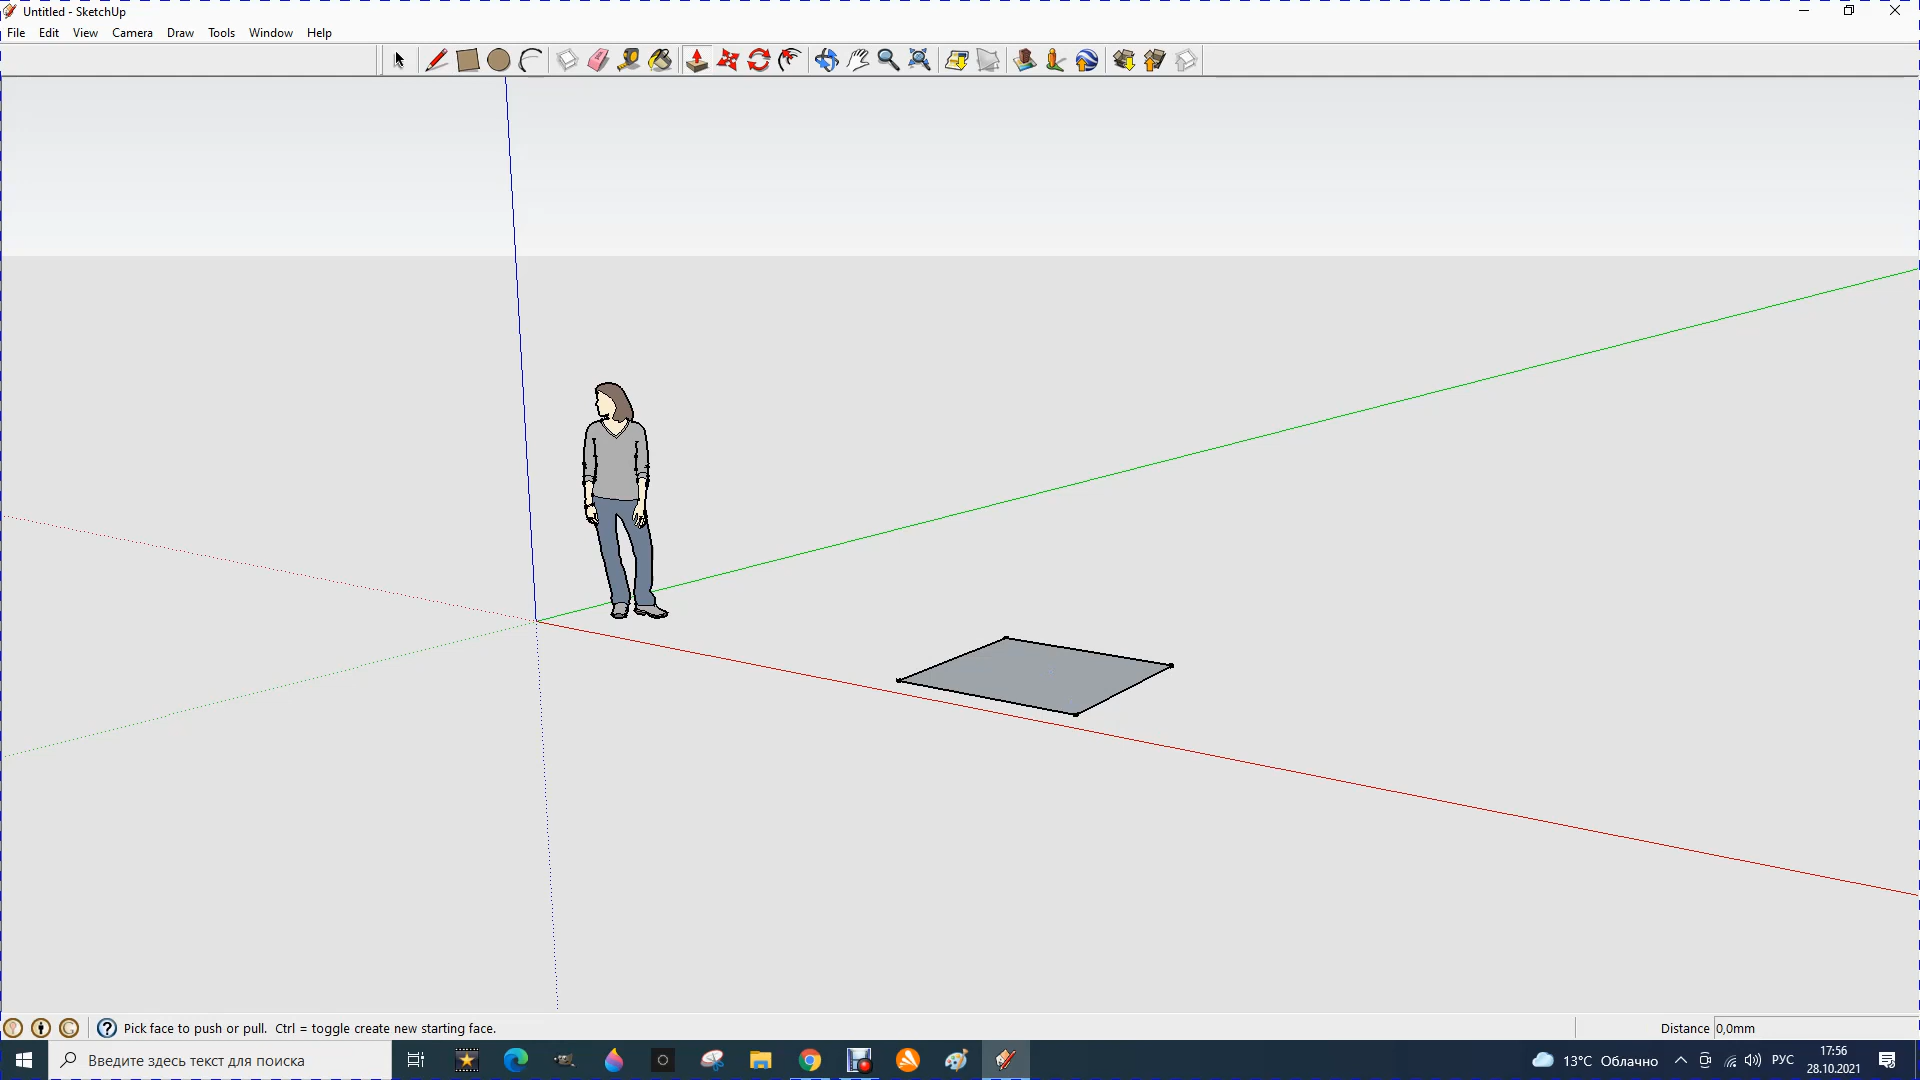 Untitled - SketchUp
File Edit View Camera Draw Tools Window Help
Pick face to push or pull. Ctrl = toggle create new starting face.
Distance 0,0mm
Введите здесь текст для поиска
13°C Облачно
РУС
17:56
28.10.2021